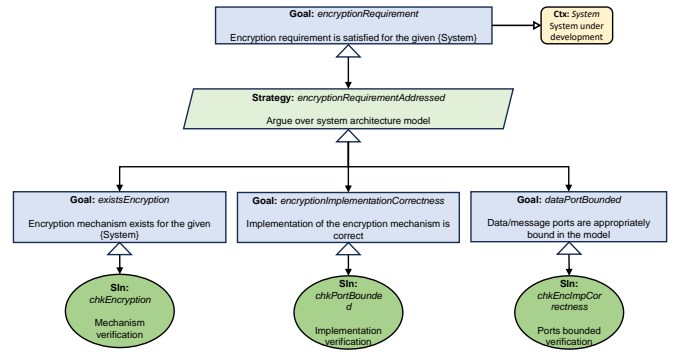 Goal: encryptionRequirement
Encryption requirement is satisfied for the given {System}
Ctx: System
System under
development
Strategy: encryptionRequirementAddressed
Argue over system architecture model
Goal: existsEncryption
Encryption mechanism exists for the given
{System}
Goal: encryptionImplementationCorrectness
Implementation of the encryption mechanism is
correct
Goal: dataPortBounded
Data/message ports are appropriately
bound in the model
Sln:
chkEncryption
Mechanism
verification
Sln:
chkPortBounde
d
Implementation
verification
Sln:
chkEncImpCor
rectness
Ports bounded
verification